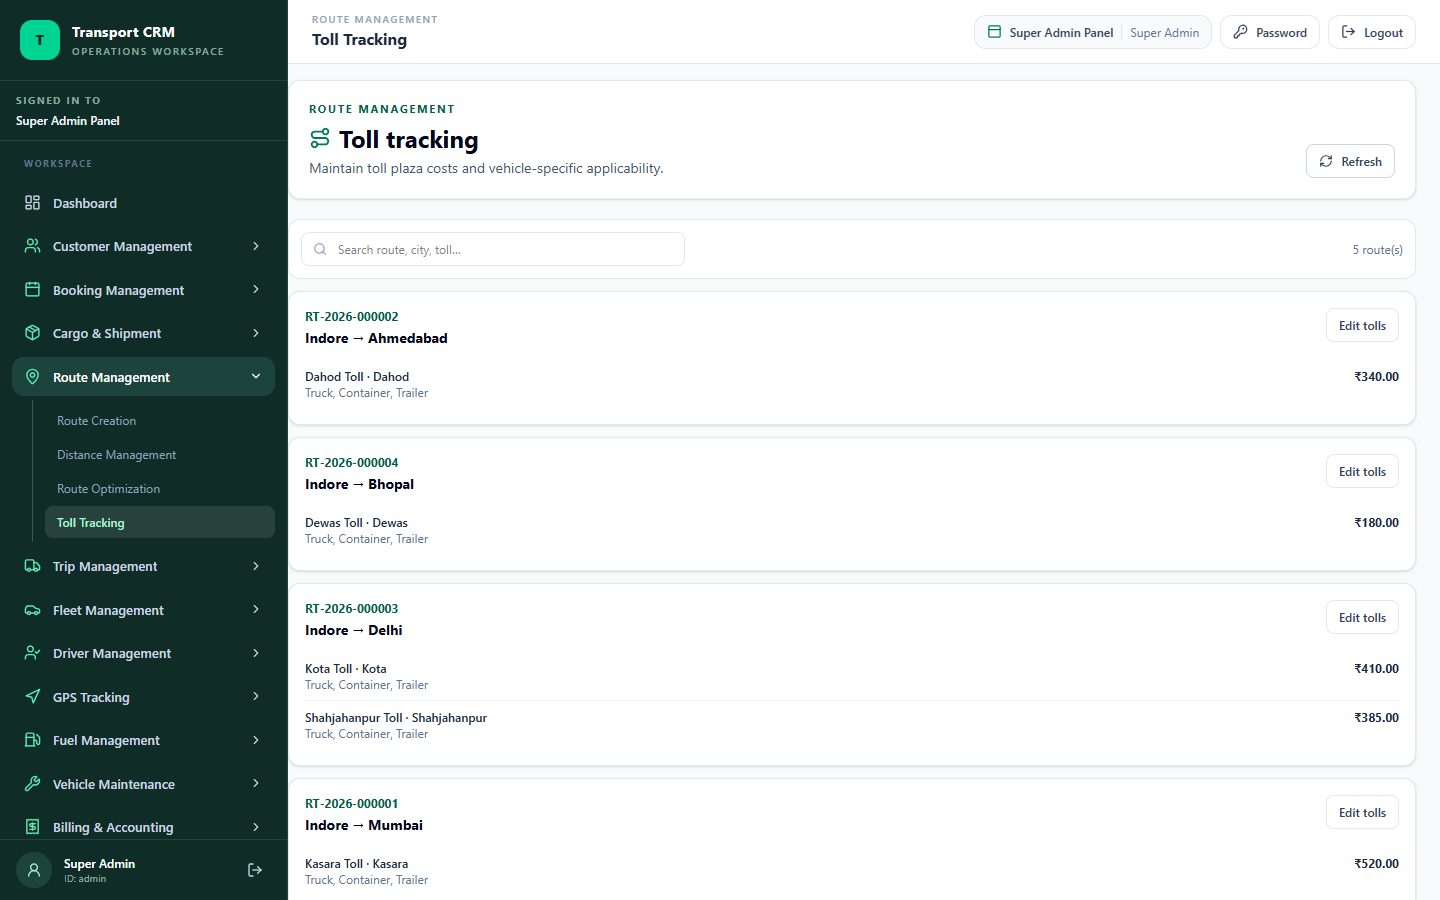 T
Transport CRM
OPERATIONS WORKSPACE
SIGNED IN TO
Super Admin Panel
WORKSPACE
Dashboard
Customer Management
Booking Management
Cargo & Shipment
Route Management
Route Creation
Distance Management
Route Optimization
Toll Tracking
Trip Management
Fleet Management
Driver Management
GPS Tracking
Fuel Management
Vehicle Maintenance
Billing & Accounting
Super Admin
ID: admin
ROUTE MANAGEMENT
Toll Tracking
Super Admin Panel Super Admin
Password
Logout
ROUTE MANAGEMENT
Toll tracking
Maintain toll plaza costs and vehicle-specific applicability.
Refresh
Search route, city, toll...
5 route(s)
RT-2026-000002
Indore → Ahmedabad
Edit tolls
Dahod Toll · Dahod
₹340.00
Truck, Container, Trailer
RT-2026-000004
Indore → Bhopal
Edit tolls
Dewas Toll · Dewas
₹180.00
Truck, Container, Trailer
RT-2026-000003
Indore → Delhi
Edit tolls
Kota Toll · Kota
₹410.00
Truck, Container, Trailer
Shahjahanpur Toll · Shahjahanpur
₹385.00
Truck, Container, Trailer
RT-2026-000001
Indore → Mumbai
Edit tolls
Kasara Toll · Kasara
₹520.00
Truck, Container, Trailer